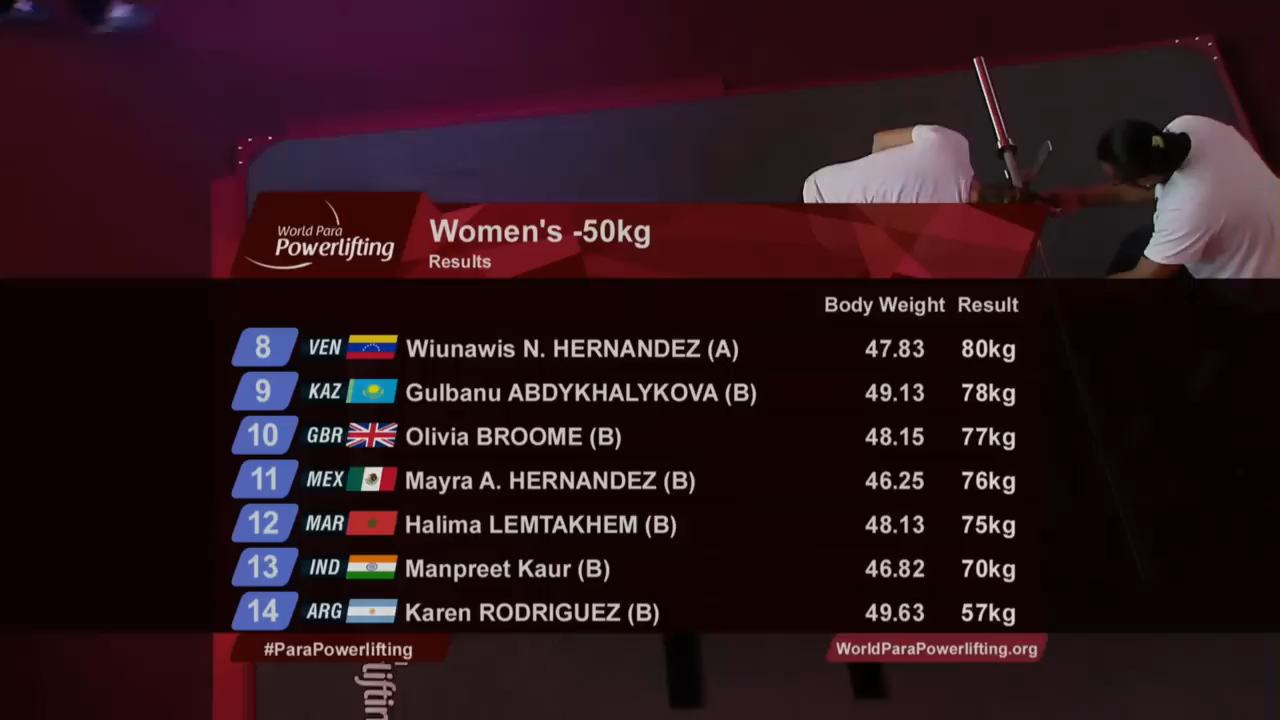 World Para
Powerlifting
Women's -50kg
Results
Body Weight Result
8 VEN Wiunawis N. HERNANDEZ (A) 47.83 80kg
9 KAZ Gulbanu ABDYKHALYKOVA (B) 49.13 78kg
10 GBR Olivia BROOME (B) 48.15 77kg
11 MEX Mayra A. HERNANDEZ (B) 46.25 76kg
12 MAR Halima LEMTAKHEM (B) 48.13 75kg
13 IND Manpreet Kaur (B) 46.82 70kg
14 ARG Karen RODRIGUEZ (B) 49.63 57kg
#ParaPowerlifting WorldParaPowerlifting.org